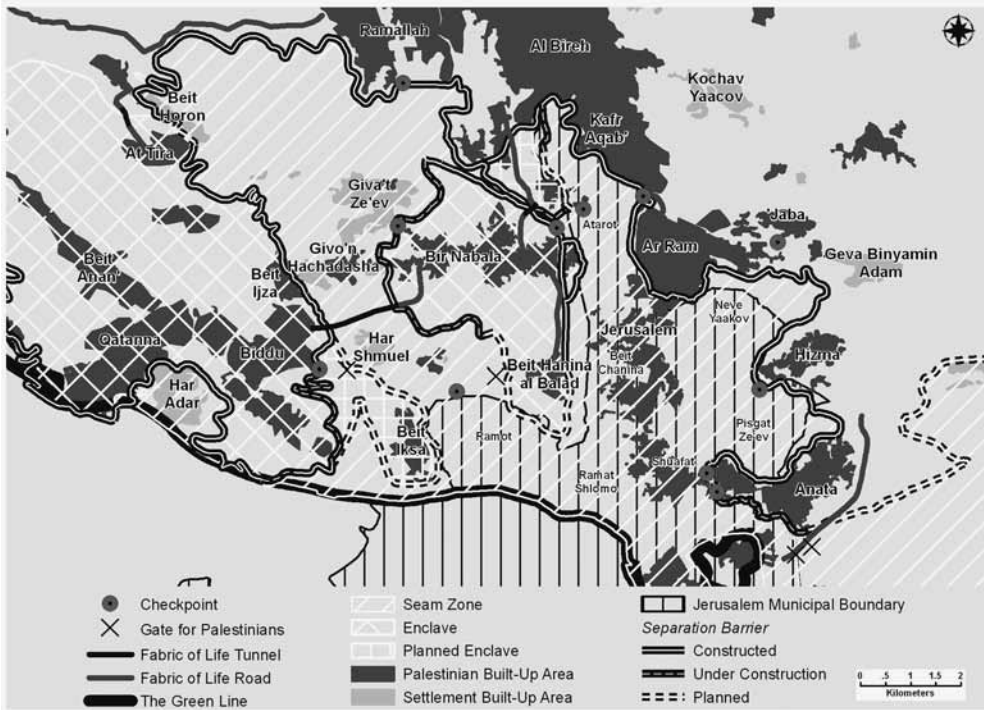 Ramallah
Al Bireh
Kochav
Yaacov
Beit
Horon
Kafr
Aqab'
At Tira
Giva't
Ze'ev
Atarot
Jaba
Ar Ram
Geva Binyamin
Adam
Givo'n
Hachadasha
Bir Nabala
Beit
Anan
Beit
Ijza
Neve
Yaakov
Jerusalem
Qatanna
Biddu
Har
Shmuel
Beit Hanina
al Balad
Beit
Chanina
Hizma
Har
Adar
Beit
Iksa
Ramot
Pisgat
Ze'ev
Ramat
Shlomo
Shuafat
Anata
Checkpoint
Gate for Palestinians
Fabric of Life Tunnel
Fabric of Life Road
The Green Line
Seam Zone
Enclave
Planned Enclave
Palestinian Built-Up Area
Settlement Built-Up Area
Jerusalem Municipal Boundary
Separation Barrier
Constructed
Under Construction
Planned
0 .5 1 1.5 2
Kilometers